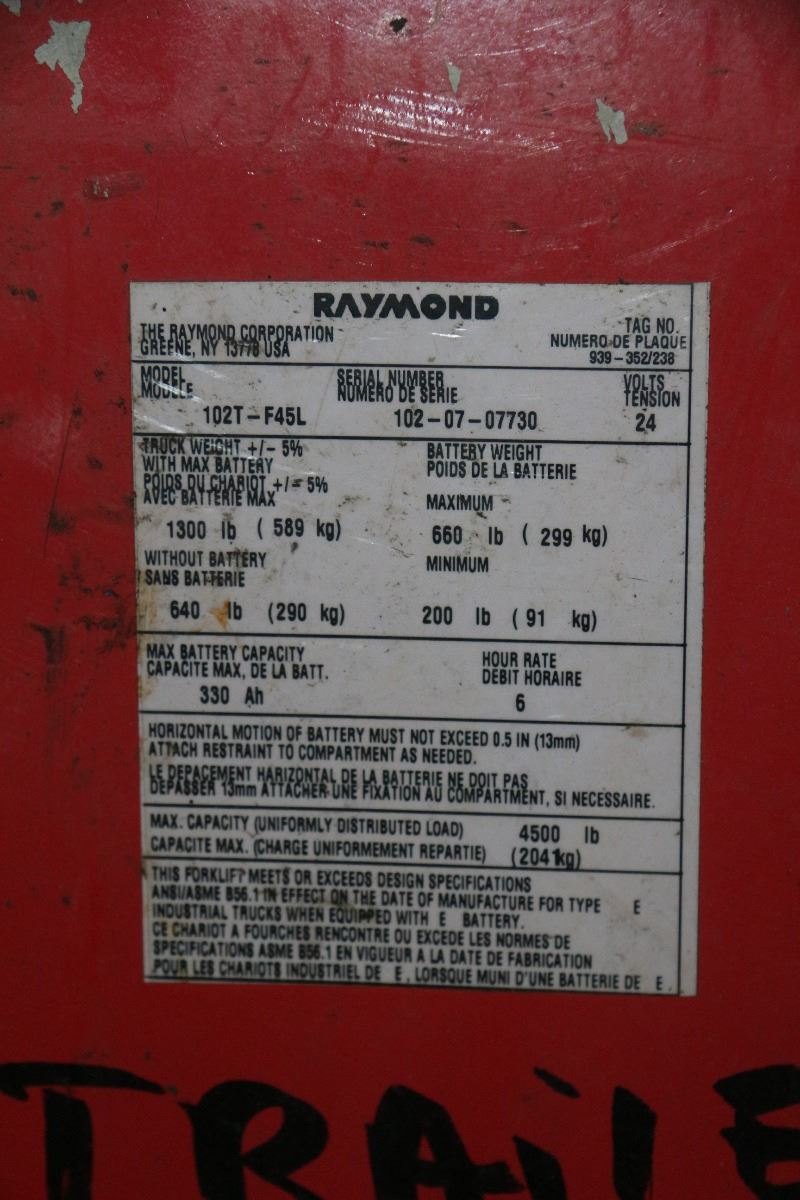 RAYMOND
THE RAYMOND CORPORATION
GREENE, NY 13778 USA
TAG NO.
NUMERO DE PLAQUE
939-352/238
MODEL
MODELE
102T-F45L
SERIAL NUMBER
NUMERO DE SERIE
102-07-07730
VOLTS
TENSION
24
TRUCK WEIGHT +/- 5%
WITH MAX BATTERY
POIDS DU CHARIOT +/- 5%
AVEC BATTERIE MAX
1300 lb (589 kg)
WITHOUT BATTERY
SANS BATTERIE
640 lb (290 kg)
BATTERY WEIGHT
POIDS DE LA BATTERIE
MAXIMUM
660 lb (299 kg)
MINIMUM
200 lb (91 kg)
MAX BATTERY CAPACITY
CAPACITE MAX, DE LA BATT.
330 Ah
HOUR RATE
DEBIT HORAIRE
6
HORIZONTAL MOTION OF BATTERY MUST NOT EXCEED 0.5 IN (13mm)
ATTACH RESTRAINT TO COMPARTMENT AS NEEDED.
LE DEPACEMENT HARIZONTAL DE LA BATTERIE NE DOIT PAS
DEPASSER 13mm ATTACHER UNE FIXATION AU COMPARTMENT, SI NECESSAIRE.
MAX. CAPACITY (UNIFORMLY DISTRIBUTED LOAD) 4500 lb
CAPACITE MAX. (CHARGE UNIFORMEMENT REPARTIE) (2041kg)
THIS FORKLIFT MEETS OR EXCEEDS DESIGN SPECIFICATIONS
ANSI/ASME B56.1 IN EFFECT ON THE DATE OF MANUFACTURE FOR TYPE E
INDUSTRIAL TRUCKS WHEN EQUIPPED WITH E BATTERY.
CE CHARIOT A FOURCHES RENCONTRE OU EXCEDE LES NORMES DE
SPECIFICATIONS ASME B56.1 EN VIGUEUR A LA DATE DE FABRICATION
POUR LES CHARIOTS INDUSTRIEL DE E, LORSQUE MUNI D'UNE BATTERIE DE E.
TRAiLE